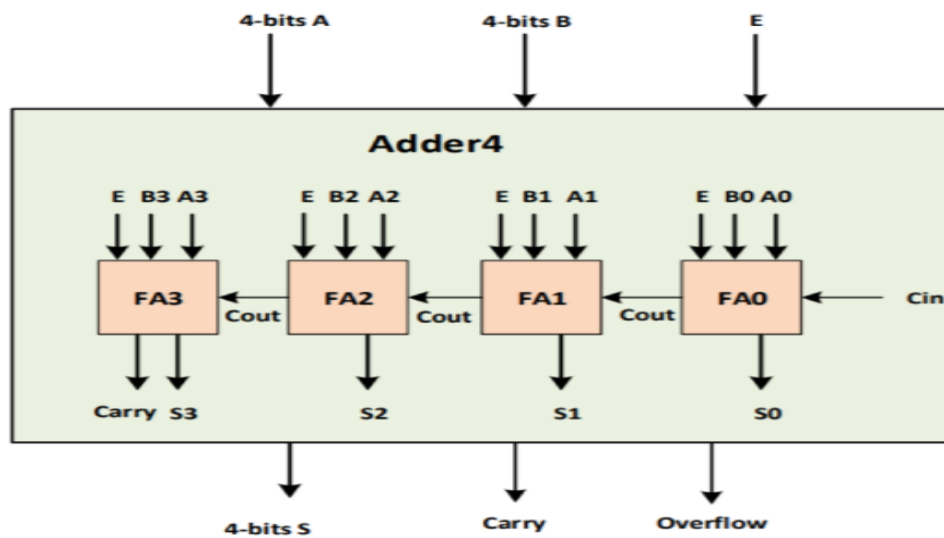 4-bits A 4-bits B E
Adder4
E B3 A3 E B2 A2 E B1 A1 E B0 A0
FA3 FA2 FA1 FA0 Cin
Cout Cout Cout
Carry S3 S2 S1 S0
4-bits S Carry Overflow